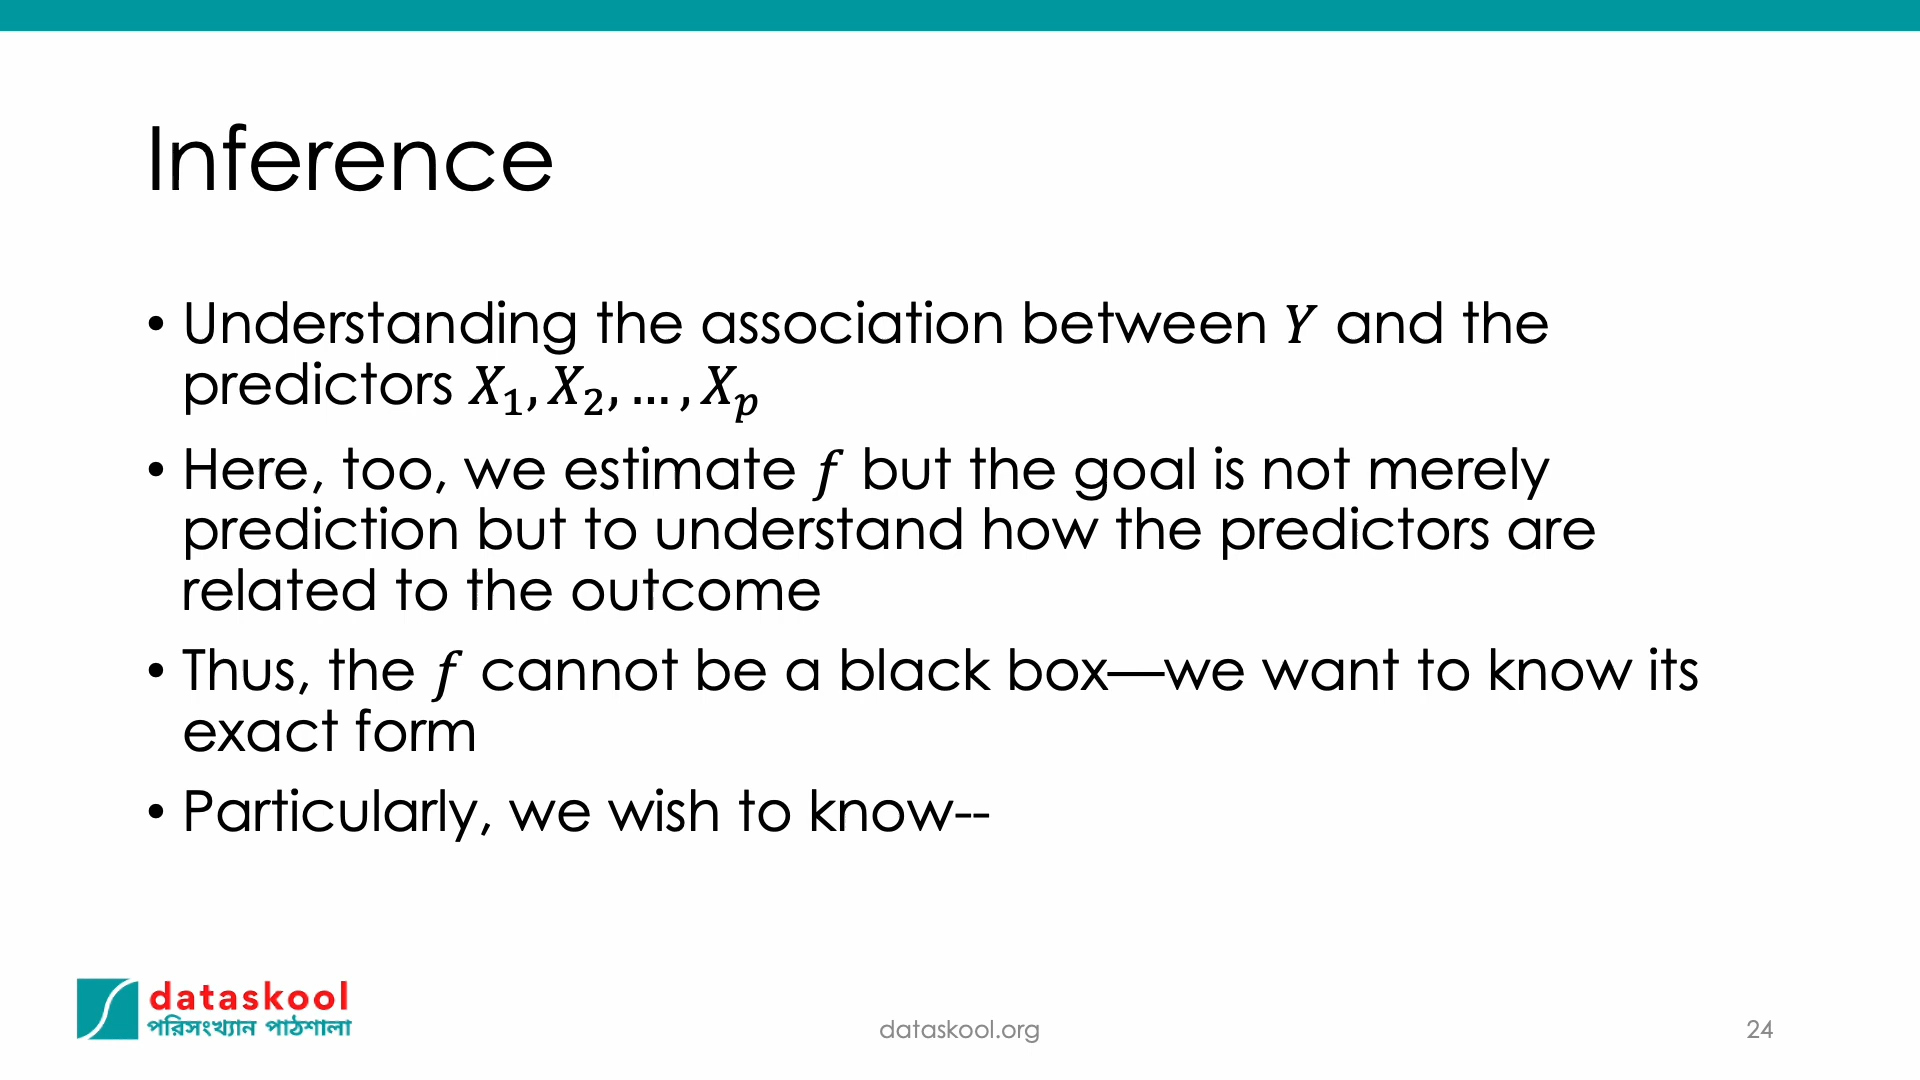 Inference
• Understanding the association between Y and the
predictors X₁, X₂, … , Xₚ
• Here, too, we estimate f but the goal is not merely
prediction but to understand how the predictors are
related to the outcome
• Thus, the f cannot be a black box—we want to know its
exact form
• Particularly, we wish to know--
dataskool
পরিসংখ্যান পাঠশালা
dataskool.org
24